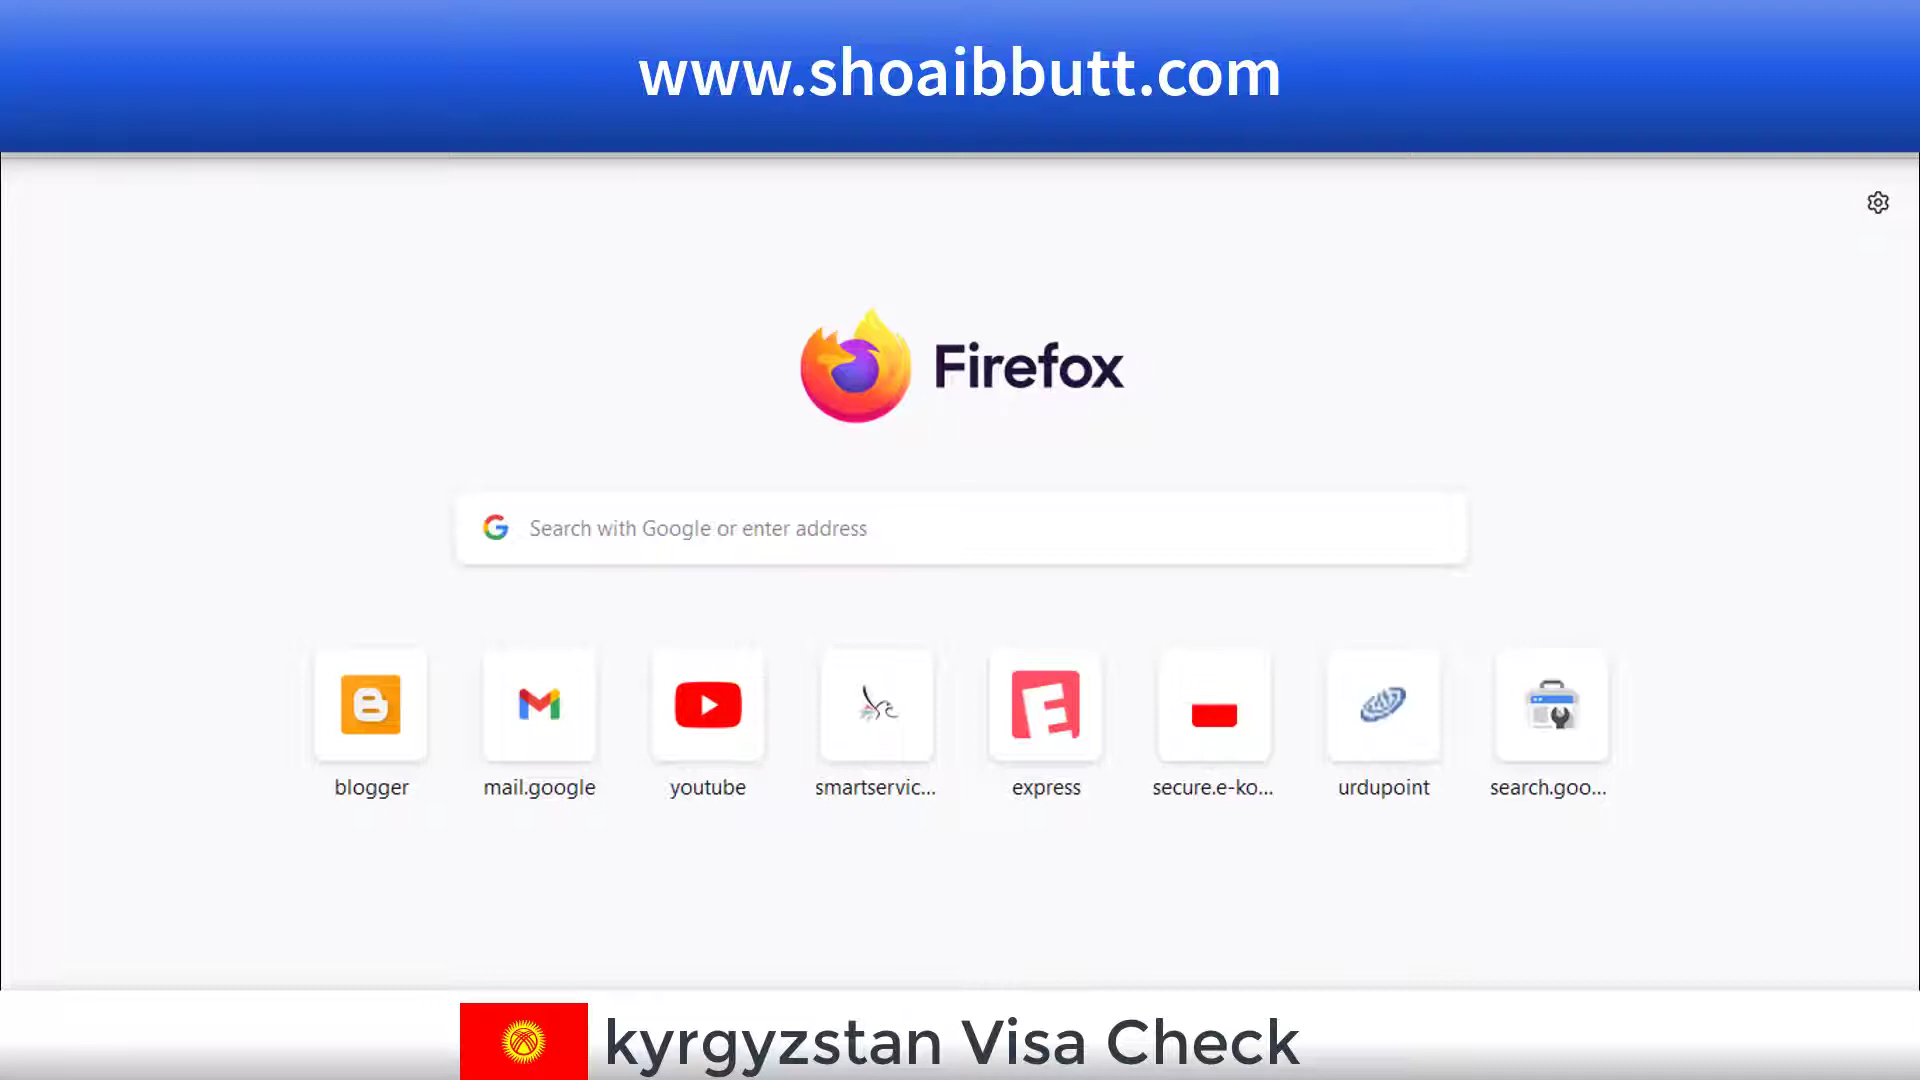 www.shoaibbutt.com
Firefox
Search with Google or enter address
blogger
mail.google
youtube
smartservic...
express
secure.e-ko...
urdupoint
search.goo...
kyrgyzstan Visa Check